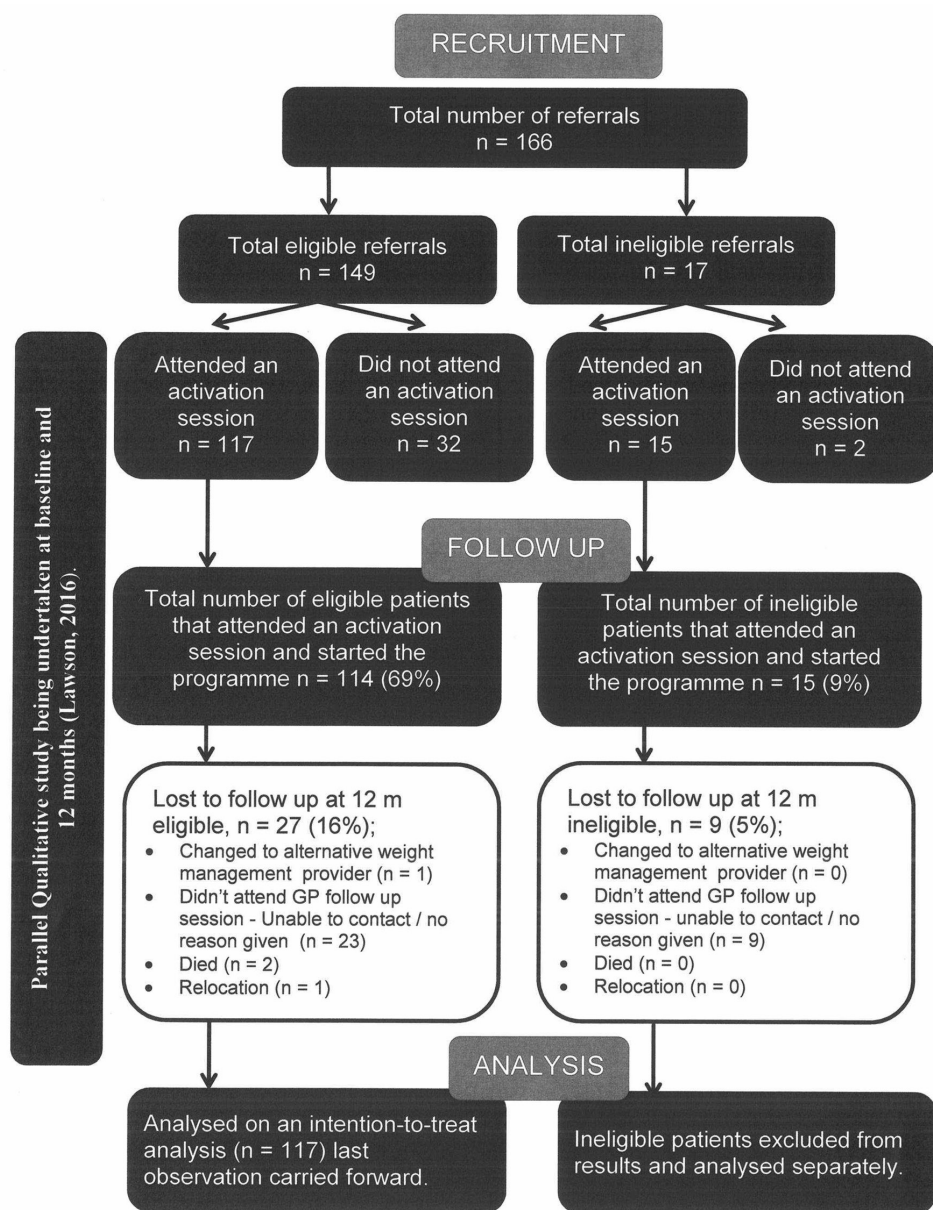 RECRUITMENT
Total number of referrals
n = 166
Total eligible referrals
n = 149
Total ineligible referrals
n = 17
Attended an
activation
session
n = 117
Did not attend
an activation
session
n = 32
Attended an
activation
session
n = 15
Did not attend
an activation
session
n = 2
Parallel Qualitative study being undertaken at baseline and
12 months (Lawson, 2016).
FOLLOW UP
Total number of eligible patients
that attended an activation
session and started the
programme n = 114 (69%)
Total number of ineligible
patients that attended an
activation session and started
the programme n = 15 (9%)
Lost to follow up at 12 m
eligible, n = 27 (16%);
• Changed to alternative weight
management provider (n = 1)
• Didn't attend GP follow up
session - Unable to contact / no
reason given (n = 23)
• Died (n = 2)
• Relocation (n = 1)
Lost to follow up at 12 m
ineligible, n = 9 (5%);
• Changed to alternative weight
management provider (n = 0)
• Didn't attend GP follow up
session - unable to contact / no
reason given (n = 9)
• Died (n = 0)
• Relocation (n = 0)
ANALYSIS
Analysed on an intention-to-treat
analysis (n = 117) last
observation carried forward.
Ineligible patients excluded from
results and analysed separately.